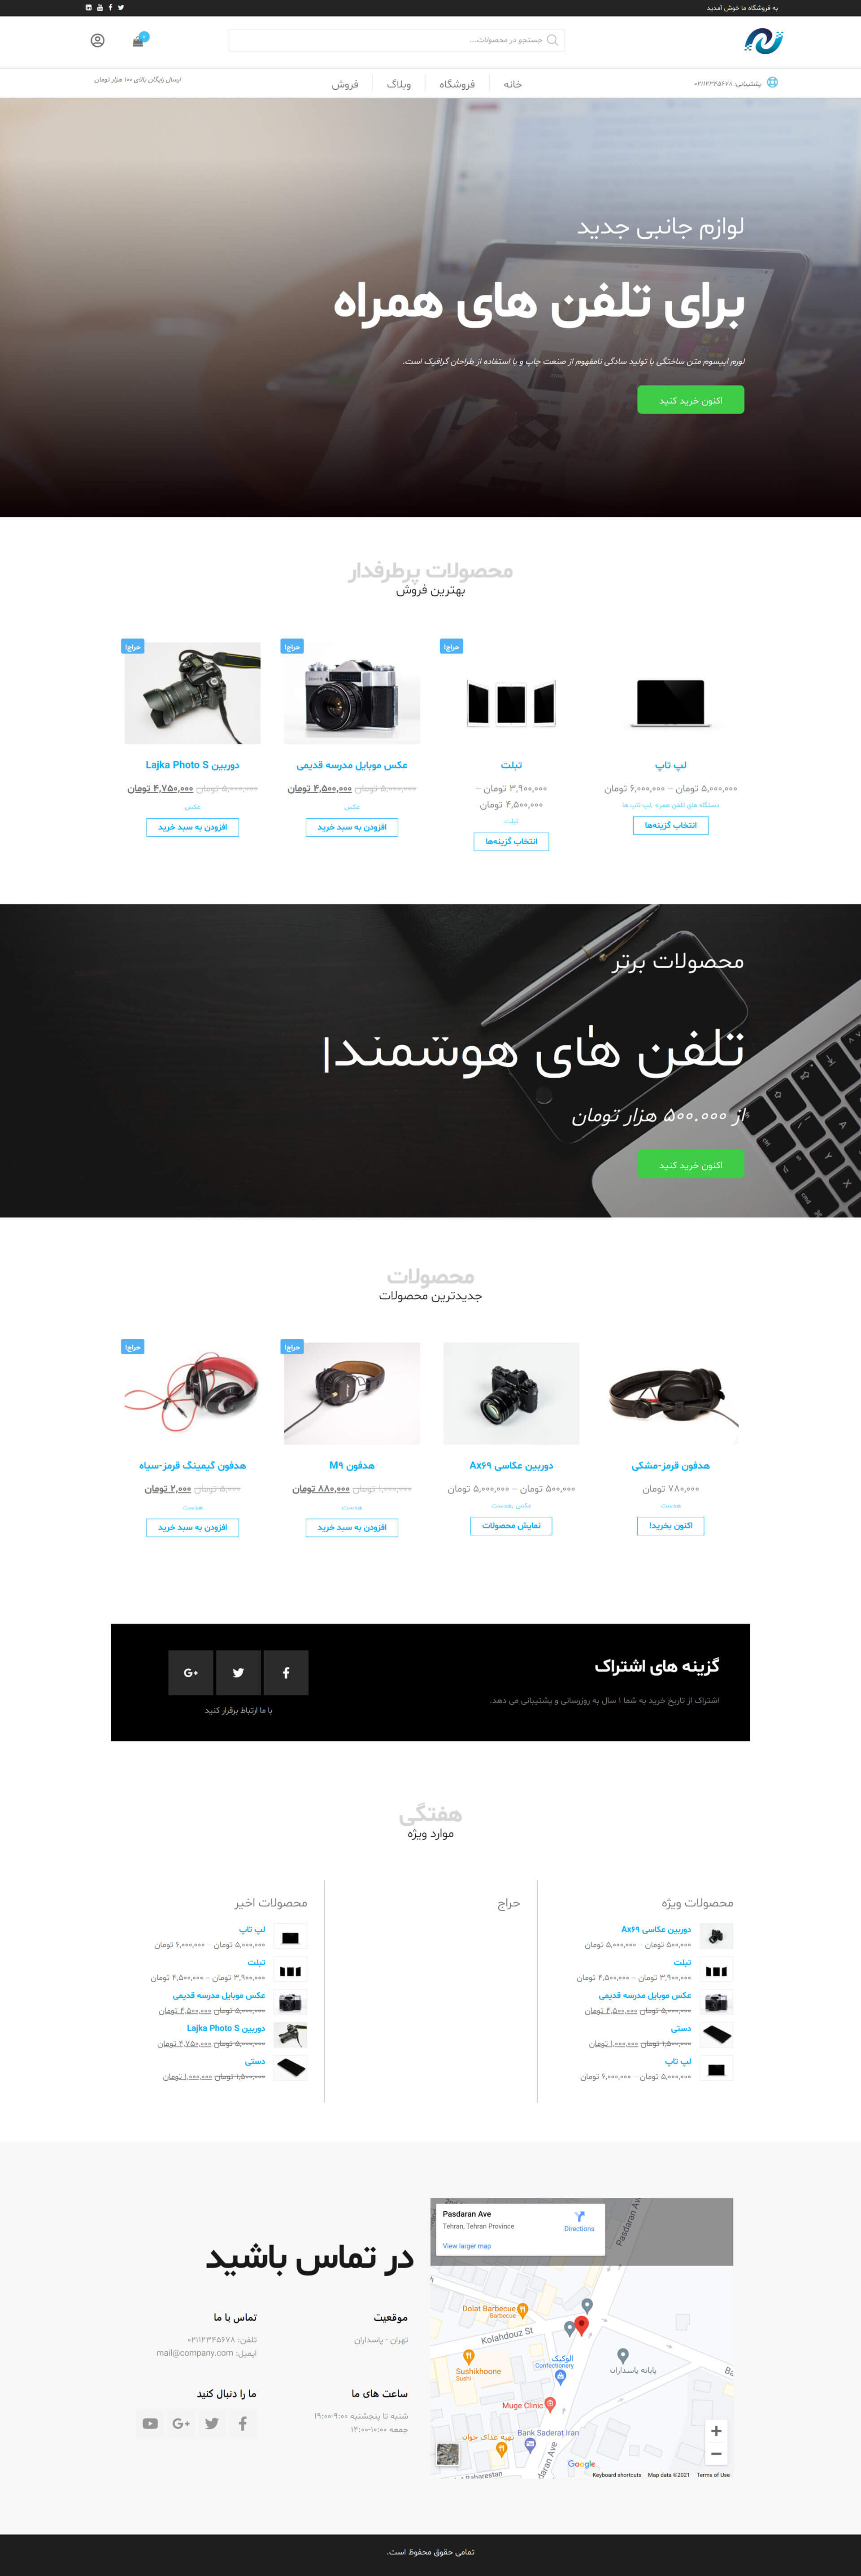 به فروشگاه ما خوش آمدید
جستجو در محصولات...
۰
پشتیبانی: ۰۲۱۱۲۳۴۵۶۷۸
خانه
فروشگاه
وبلاگ
فروش
ارسال رایگان بالای ۱۰۰ هزار تومان
لوازم جانبی جدید
برای تلفن های همراه
لورم ایپسوم متن ساختگی با تولید سادگی نامفهوم از صنعت چاپ و با استفاده از طراحان گرافیک است.
اکنون خرید کنید
محصولات پرطرفدار
بهترین فروش
لپ تاپ
۵,۰۰۰,۰۰۰ تومان – ۶,۰۰۰,۰۰۰ تومان
دستگاه های تلفن همراه ,لپ تاپ ها
انتخاب گزینه‌ها
حراج!
تبلت
۳,۹۰۰,۰۰۰ تومان –
۴,۵۰۰,۰۰۰ تومان
تبلت
انتخاب گزینه‌ها
حراج!
عکس موبایل مدرسه قدیمی
۵,۰۰۰,۰۰۰ تومان ۴,۵۰۰,۰۰۰ تومان
عکس
افزودن به سبد خرید
حراج!
دوربین Lajka Photo S
۵,۰۰۰,۰۰۰ تومان ۴,۷۵۰,۰۰۰ تومان
عکس
افزودن به سبد خرید
محصولات برتر
تلفن های هوشمند|
از ۵۰۰.۰۰۰ هزار تومان
اکنون خرید کنید
محصولات
جدیدترین محصولات
هدفون قرمز-مشکی
۷۸۰,۰۰۰ تومان
هدست
اکنون بخرید!
دوربین عکاسی Ax۶۹
۵۰۰,۰۰۰ تومان – ۵,۰۰۰,۰۰۰ تومان
عکس ,هدست
نمایش محصولات
حراج!
هدفون M۹
۱,۰۰۰,۰۰۰ تومان ۸۸۰,۰۰۰ تومان
هدست
افزودن به سبد خرید
حراج!
هدفون گیمینگ قرمز-سیاه
۵,۰۰۰ تومان ۲,۰۰۰ تومان
هدست
افزودن به سبد خرید
گزینه های اشتراک
اشتراک از تاریخ خرید به شما ۱ سال به روزرسانی و پشتیبانی می دهد.
با ما ارتباط برقرار کنید
هفتگی
موارد ویژه
محصولات ویژه
دوربین عکاسی Ax۶۹
۵۰۰,۰۰۰ تومان – ۵,۰۰۰,۰۰۰ تومان
تبلت
۳,۹۰۰,۰۰۰ تومان – ۴,۵۰۰,۰۰۰ تومان
عکس موبایل مدرسه قدیمی
۵,۰۰۰,۰۰۰ تومان ۴,۵۰۰,۰۰۰ تومان
دستی
۱,۵۰۰,۰۰۰ تومان ۱,۰۰۰,۰۰۰ تومان
لپ تاپ
۵,۰۰۰,۰۰۰ تومان – ۶,۰۰۰,۰۰۰ تومان
حراج
محصولات اخیر
لپ تاپ
۵,۰۰۰,۰۰۰ تومان – ۶,۰۰۰,۰۰۰ تومان
تبلت
۳,۹۰۰,۰۰۰ تومان – ۴,۵۰۰,۰۰۰ تومان
عکس موبایل مدرسه قدیمی
۵,۰۰۰,۰۰۰ تومان ۴,۵۰۰,۰۰۰ تومان
دوربین Lajka Photo S
۵,۰۰۰,۰۰۰ تومان ۴,۷۵۰,۰۰۰ تومان
دستی
۱,۵۰۰,۰۰۰ تومان ۱,۰۰۰,۰۰۰ تومان
Pasdaran Ave
Tehran, Tehran Province
Directions
View larger map
Pasdaran Av
Dolat Barbecue
Barbecue
Kolahdouz St
الوکیک
Confectionery
پایانه پاسداران
Sushikhoone
Sushi
Muge Clinic
Bank Saderat Iran
تهیه غذاک جوان
daran Ave
Baharestan
Google
Keyboard shortcuts
Map data ©2021
Terms of Use
در تماس باشید
موقعیت
تهران - پاسداران
تماس با ما
تلفن: ۰۲۱۱۲۳۴۵۶۷۸
ایمیل: mail@company.com
ساعت های ما
شنبه تا پنجشنبه ۹:۰۰-۱۹:۰۰
جمعه ۱۰:۰۰-۱۴:۰۰
ما را دنبال کنید
تمامی حقوق محفوظ است.